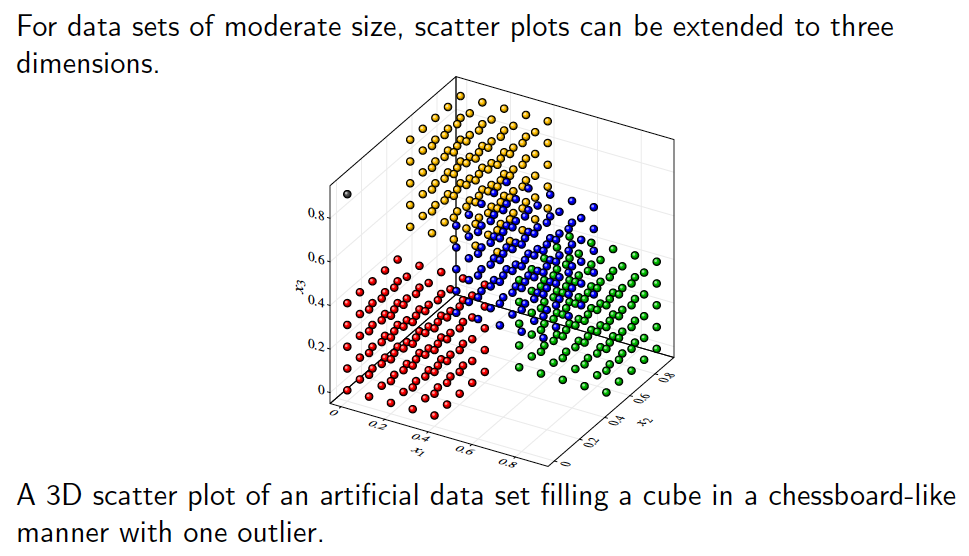 For data sets of moderate size, scatter plots can be extended to three
dimensions.
0.8
0.6
x3
0.4
0.2
0
0
0.2
0.4
x1
0.6
0.8
0
0.2
0.4
x2
0.6
0.8
A 3D scatter plot of an artificial data set filling a cube in a chessboard-like
manner with one outlier.